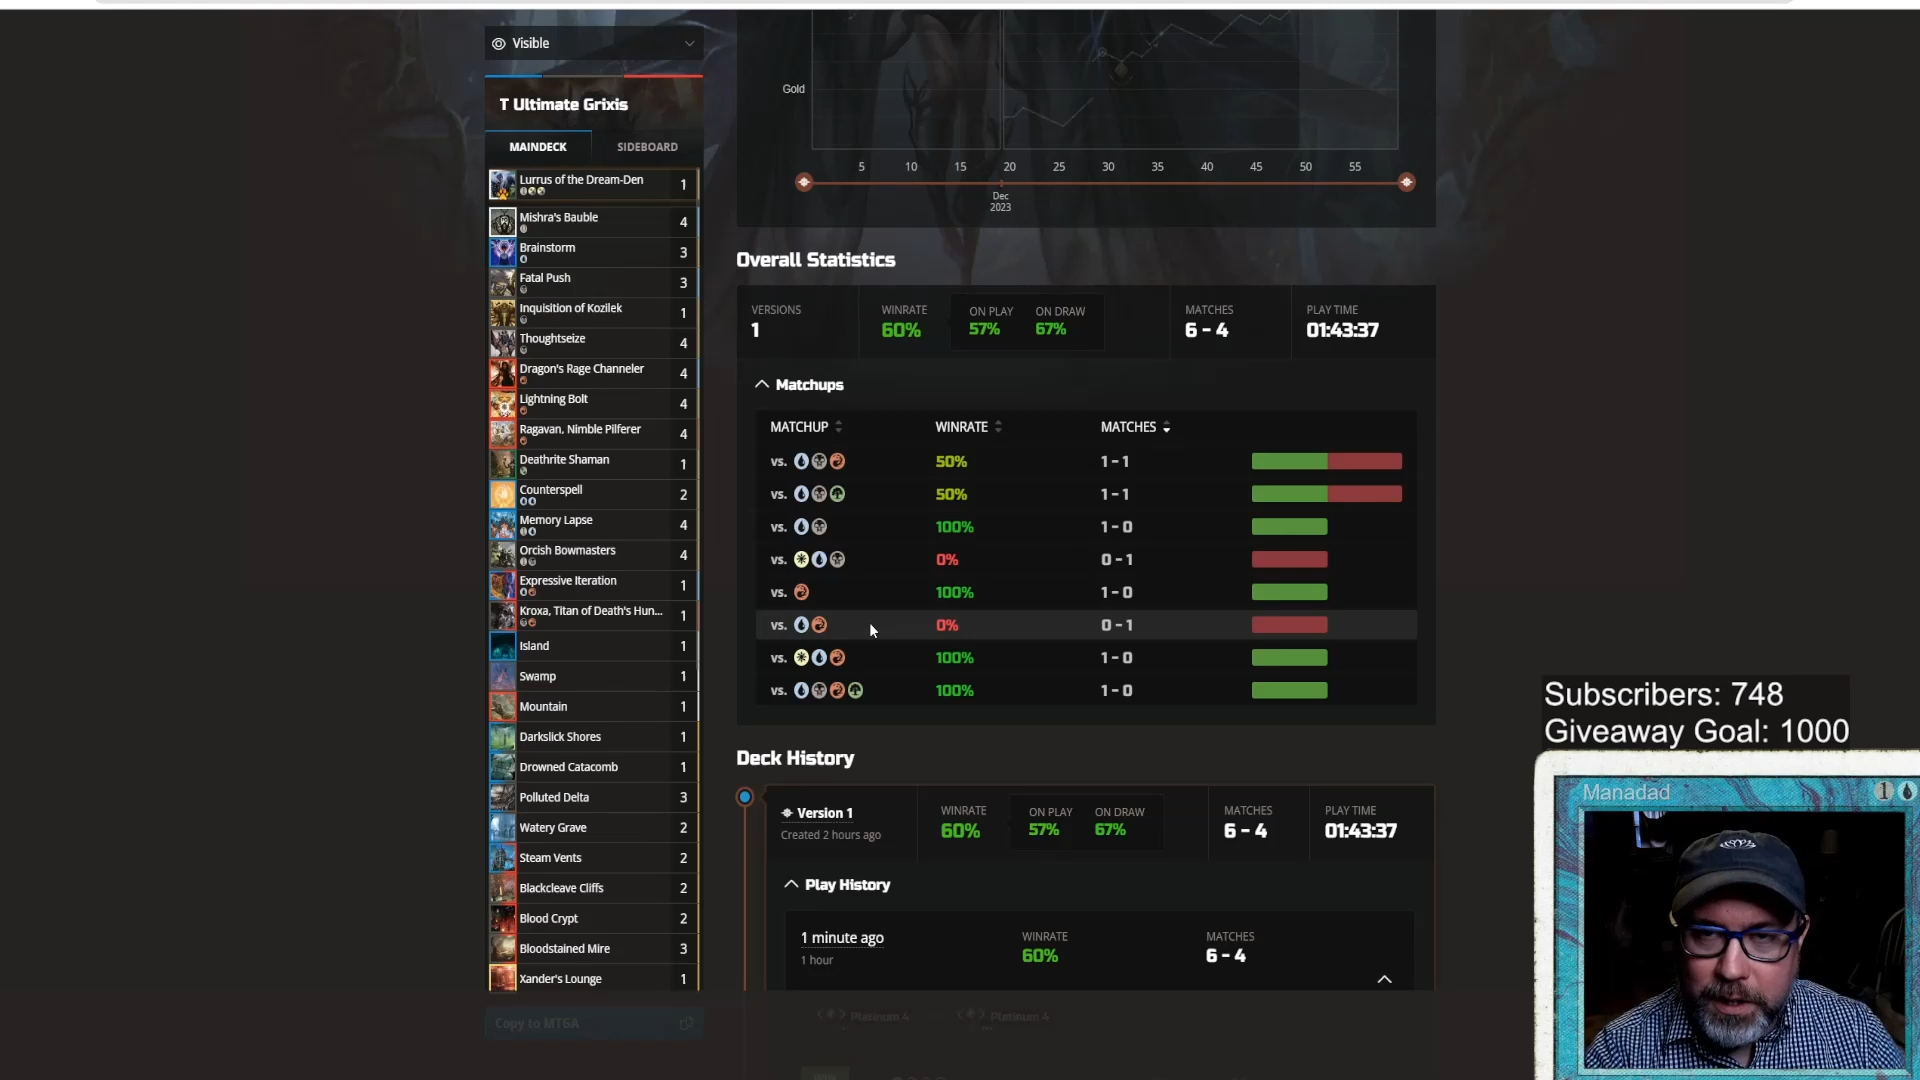 Visible
T Ultimate Grixis
MAINDECK SIDEBOARD
Lurrus of the Dream-Den 1
Mishra's Bauble 4
Brainstorm 3
Fatal Push 3
Inquisition of Kozilek 1
Thoughtseize 4
Dragon's Rage Channeler 4
Lightning Bolt 4
Ragavan, Nimble Pilferer 4
Deathrite Shaman 1
Counterspell 2
Memory Lapse 4
Orcish Bowmasters 4
Expressive Iteration 1
Kroxa, Titan of Death's Hun... 1
Island 1
Swamp 1
Mountain 1
Darkslick Shores 1
Drowned Catacomb 1
Polluted Delta 3
Watery Grave 2
Steam Vents 2
Blackcleave Cliffs 2
Blood Crypt 2
Bloodstained Mire 3
Xander's Lounge 1
Copy to MTGA
Gold
5 10 15 20 25 30 35 40 45 50 55
Dec
2023
Overall Statistics
VERSIONS WINRATE ON PLAY ON DRAW MATCHES PLAY TIME
1 60% 57% 67% 6 - 4 01:43:37
Matchups
MATCHUP WINRATE MATCHES
vs. 50% 1 - 1
vs. 50% 1 - 1
vs. 100% 1 - 0
vs. 0% 0 - 1
vs. 100% 1 - 0
vs. 0% 0 - 1
vs. 100% 1 - 0
vs. 100% 1 - 0
Deck History
Version 1 WINRATE ON PLAY ON DRAW MATCHES PLAY TIME
Created 2 hours ago 60% 57% 67% 6 - 4 01:43:37
Play History
1 minute ago WINRATE MATCHES
1 hour 60% 6 - 4
Platinum 4 Platinum 4
Subscribers: 748
Giveaway Goal: 1000
Manadad 1